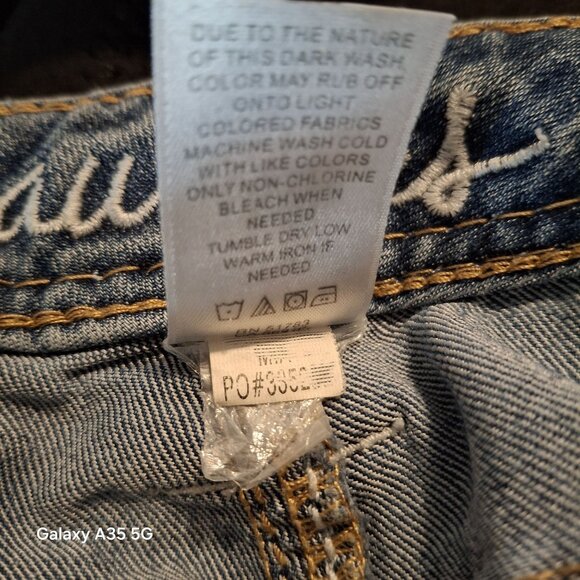 DUE TO THE NATURE
OF THIS DARK WASH,
COLOR MAY RUB OFF
ONTO LIGHT
COLORED FABRICS
MACHINE WASH COLD
WITH LIKE COLORS
ONLY NON-CHLORINE
BLEACH WHEN
NEEDED
TUMBLE DRY LOW
WARM IRON IF
NEEDED
PO#3352
Galaxy A35 5G